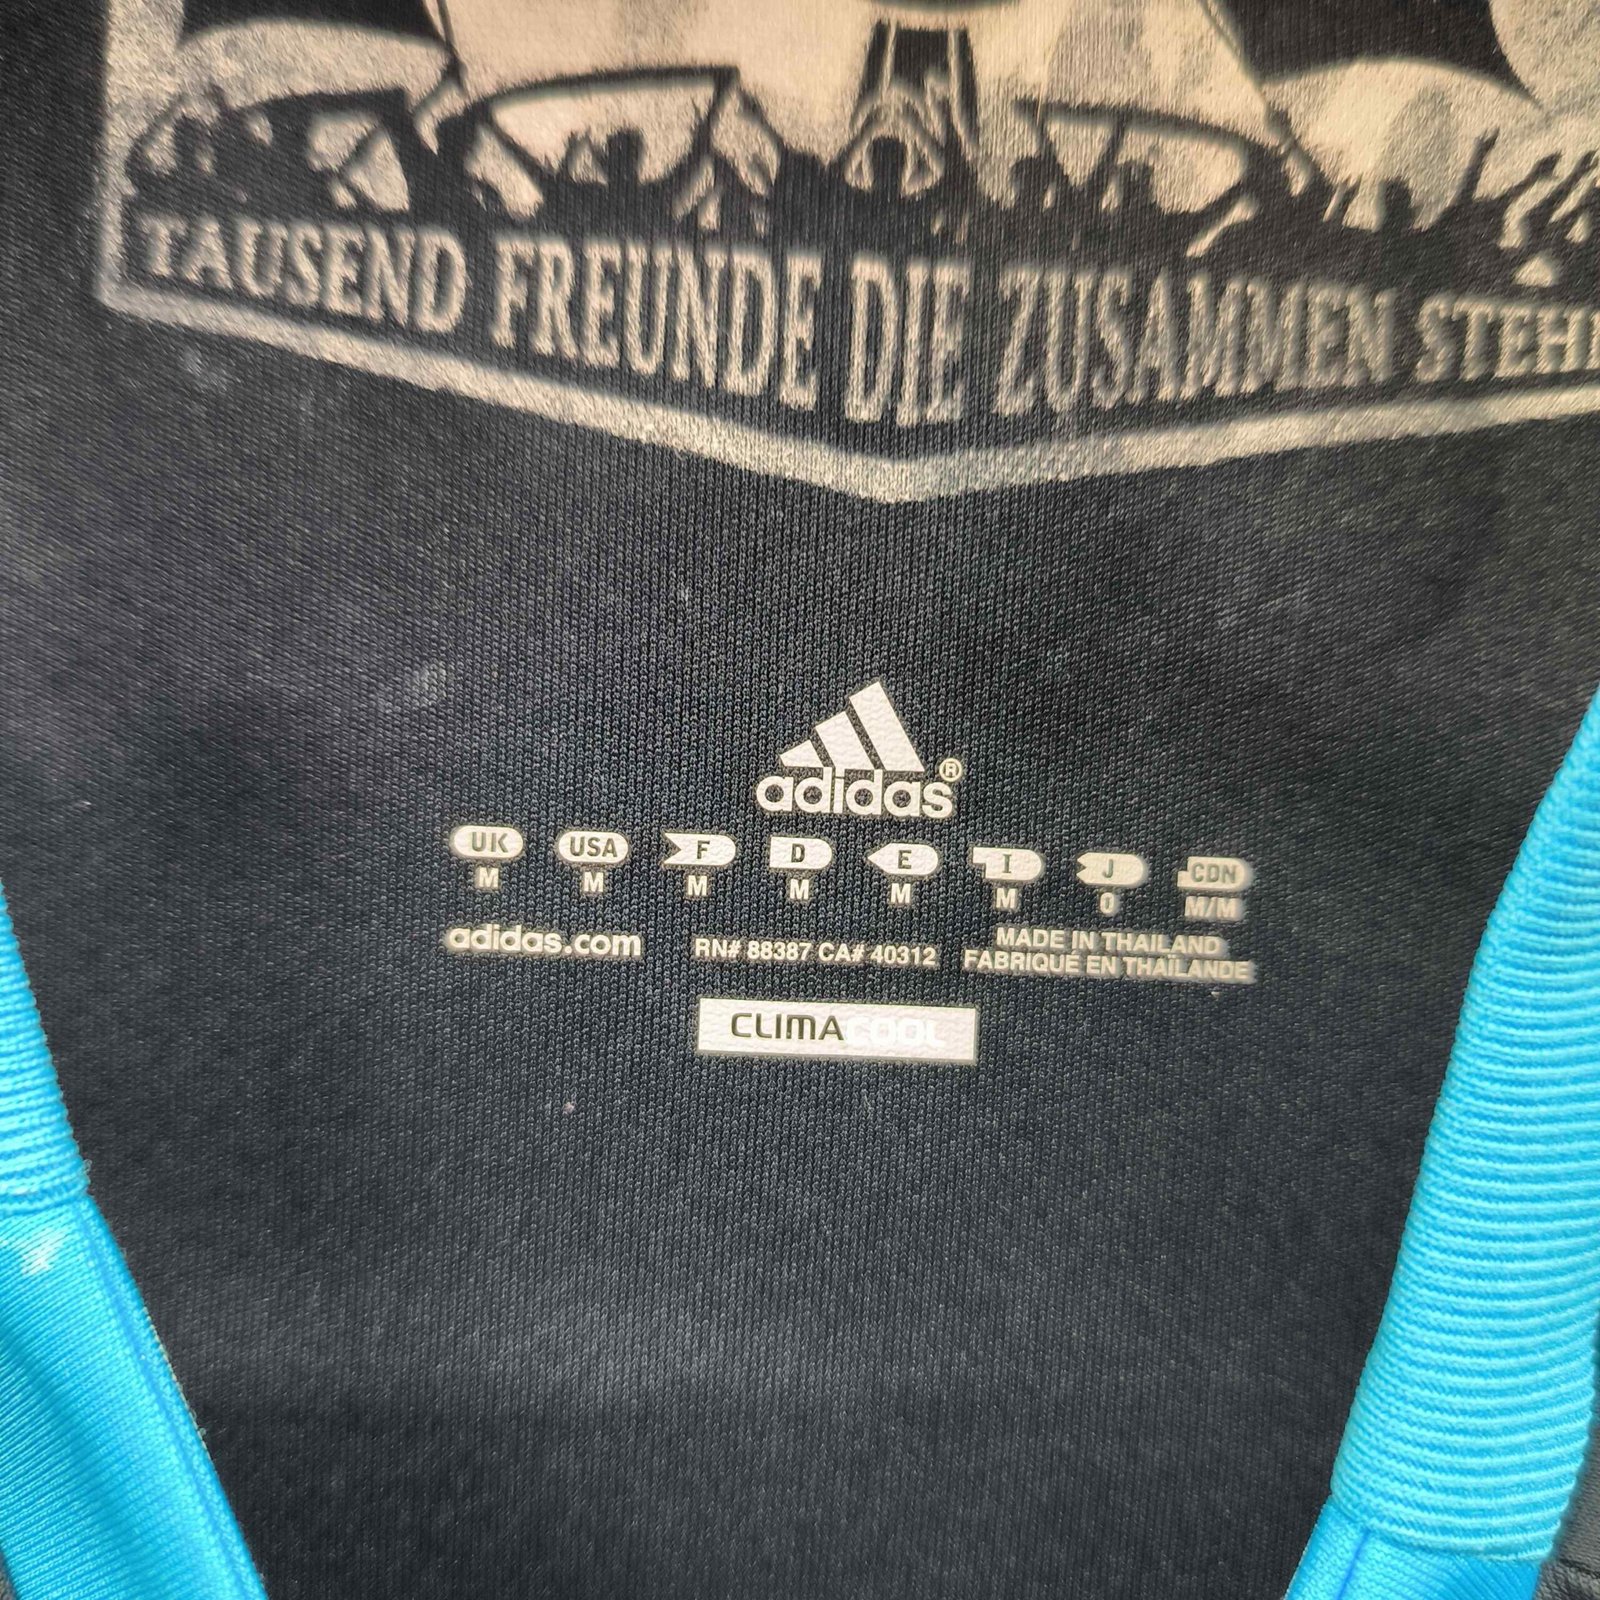 TAUSEND FREUNDE DIE ZUSAMMEN STEHN
adidas®
UK USA F D E I J CDN
M M M M M M O M/M
adidas.com RN# 88387 CA# 40312 MADE IN THAILAND
FABRIQUÉ EN THAÏLANDE
CLIMACOOL